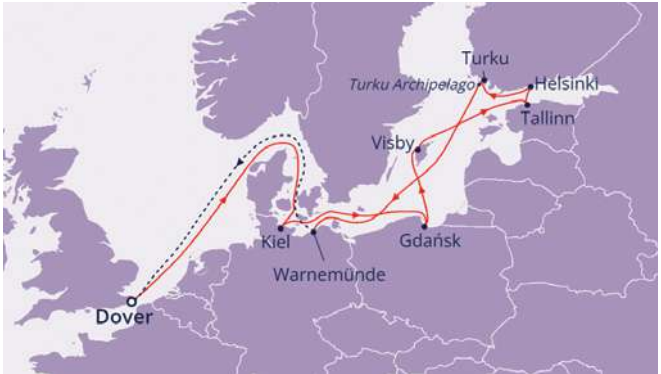 Turku
Turku Archipelago
Helsinki
Tallinn
Visby
Kiel
Gdańsk
Warnemünde
Dover